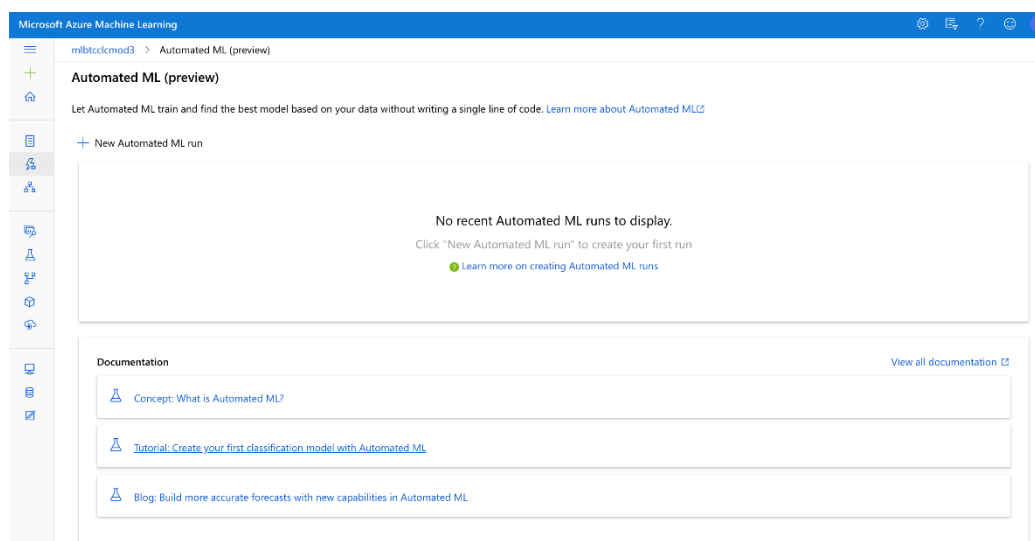 Microsoft Azure Machine Learning
mlbtcclcmod3 > Automated ML (preview)
Automated ML (preview)
Let Automated ML train and find the best model based on your data without writing a single line of code. Learn more about Automated ML
New Automated ML run
No recent Automated ML runs to display.
Click "New Automated ML run" to create your first run
Learn more on creating Automated ML runs
Documentation
View all documentation
Concept: What is Automated ML?
Tutorial: Create your first classification model with Automated ML
Blog: Build more accurate forecasts with new capabilities in Automated ML